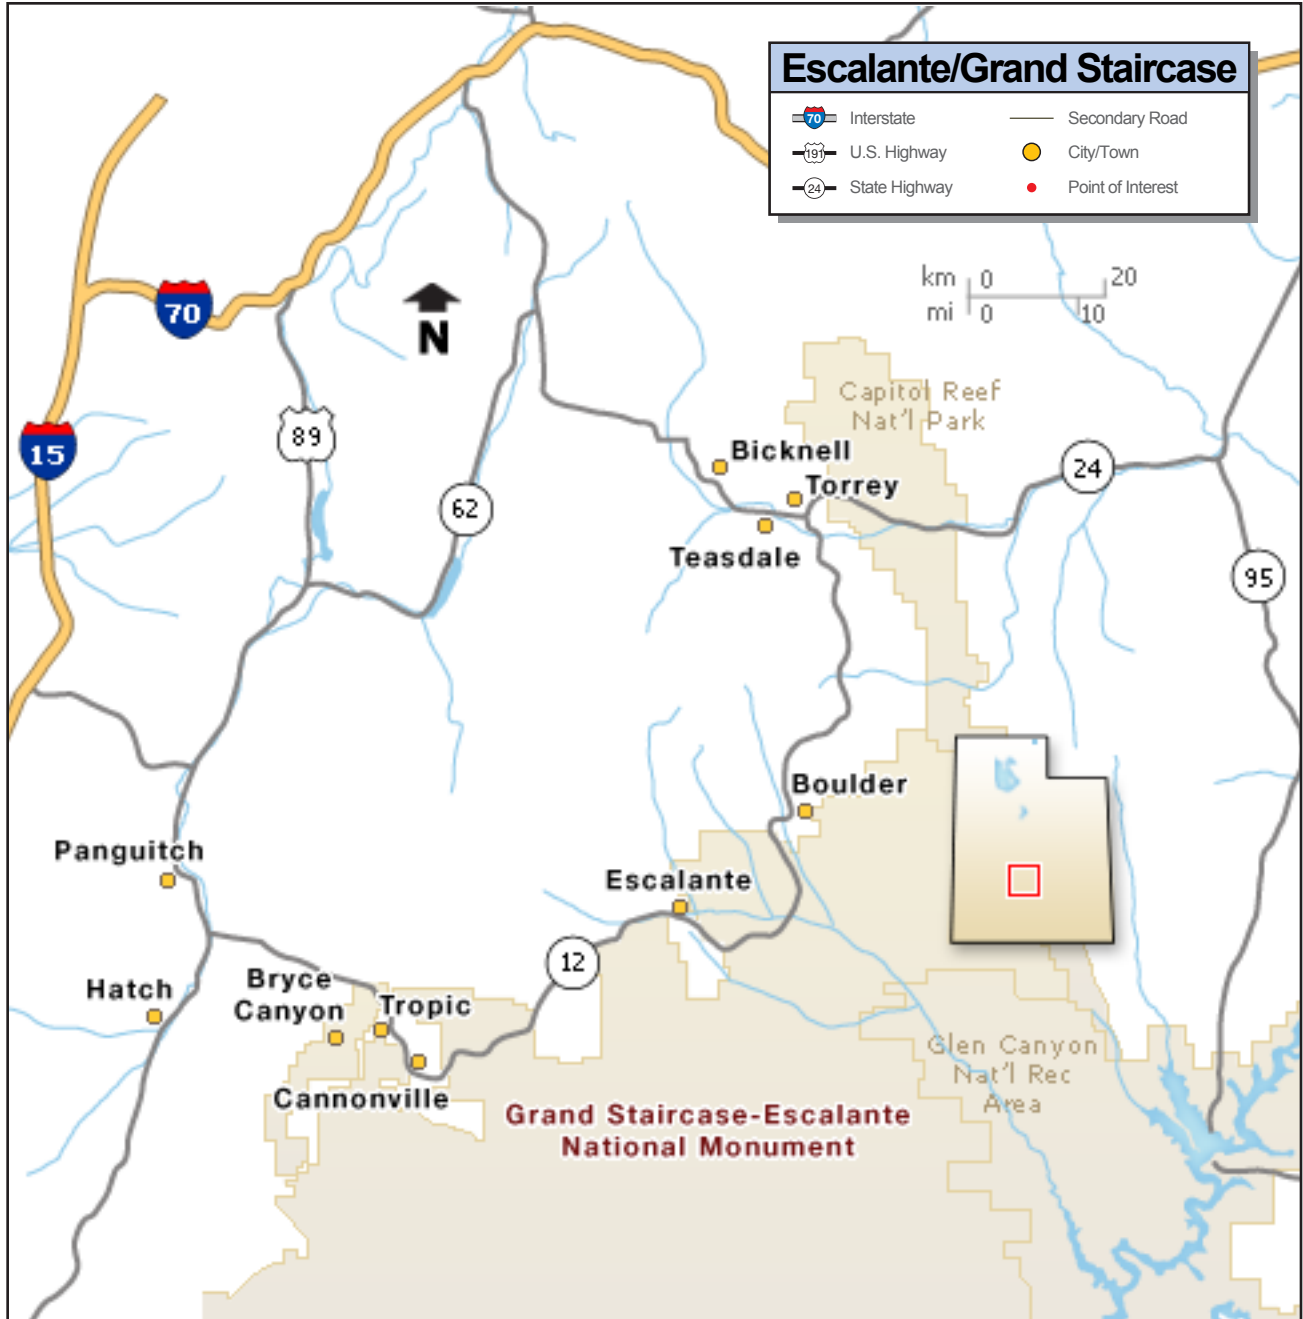 Escalante/Grand Staircase
70 Interstate
Secondary Road
191 U.S. Highway
City/Town
24 State Highway
Point of Interest
km 0 20
mi 0 10
70
N
15
89
62
Capitol Reef
Nat'l Park
24
Bicknell
Torrey
Teasdale
95
Boulder
Panguitch
Escalante
12
Hatch
Bryce
Canyon
Tropic
Cannonville
Glen Canyon
Nat'l Rec
Area
Grand Staircase-Escalante
National Monument